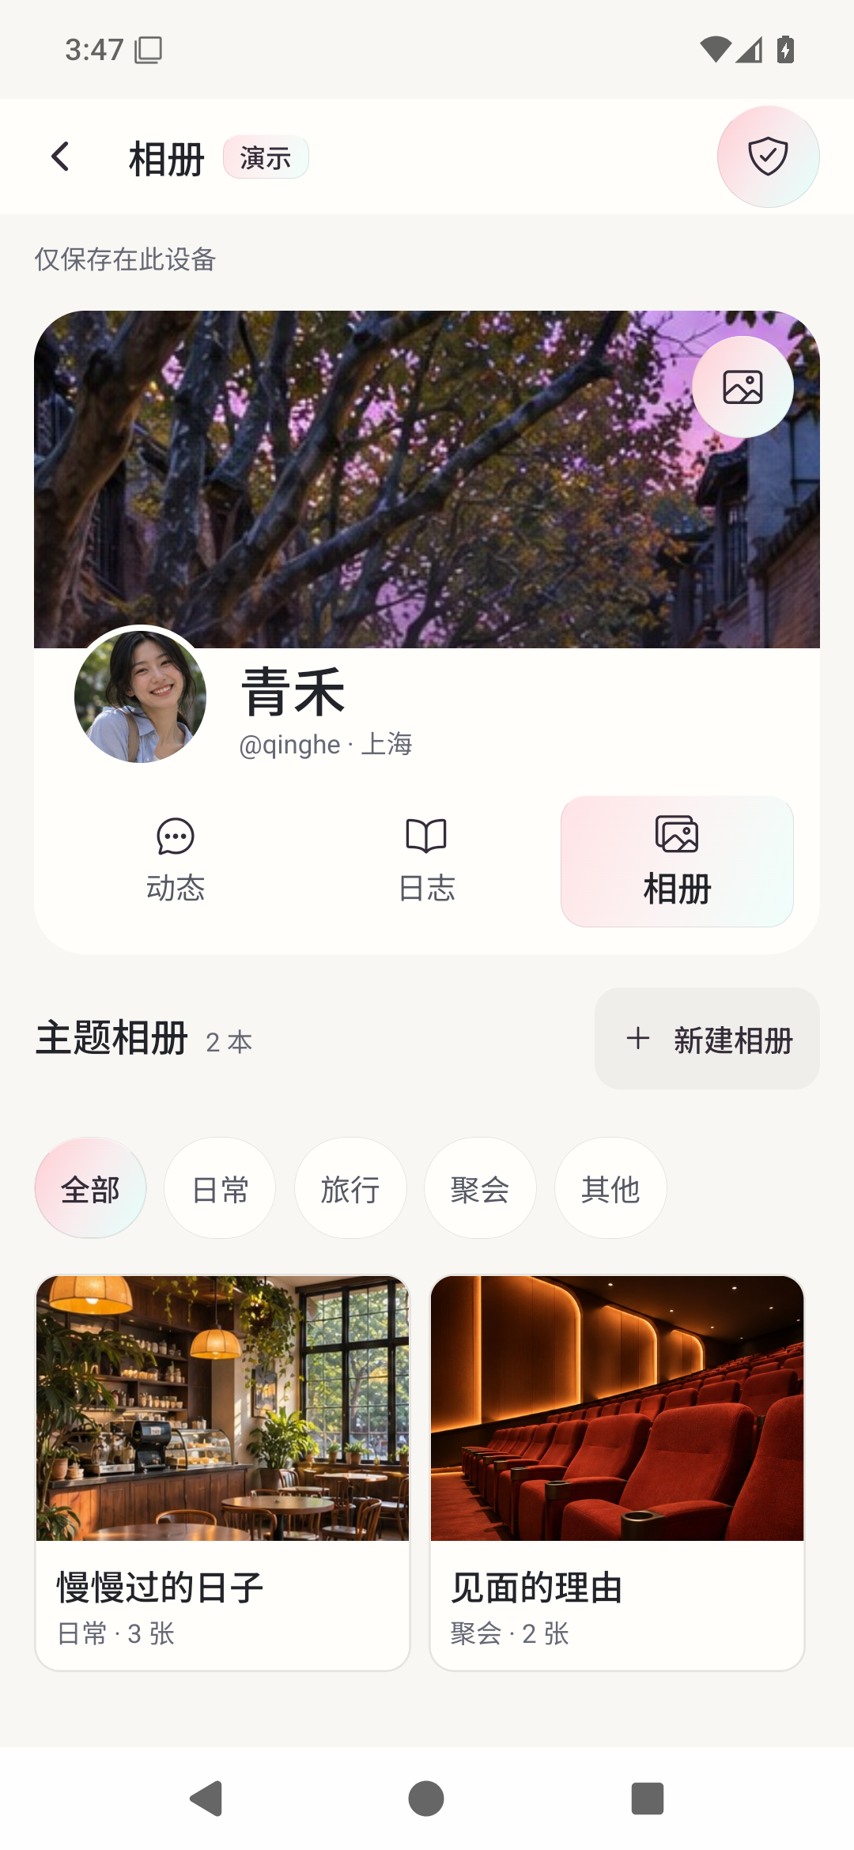 3:47
相册 演示
仅保存在此设备
青禾
@qinghe · 上海
动态 日志 相册
主题相册 2 本 新建相册
全部 日常 旅行 聚会 其他
慢慢过的日子 见面的理由
日常 · 3 张 聚会 · 2 张